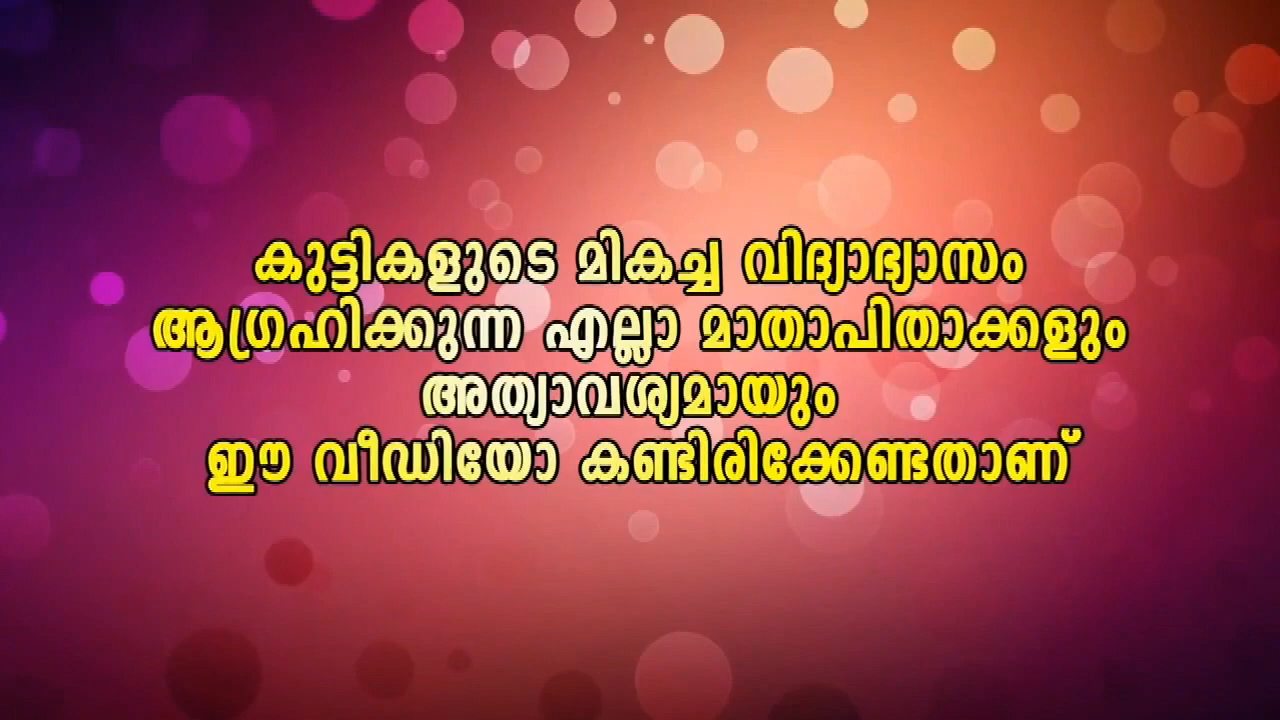 കുട്ടികളുടെ മികച്ച വിദ്യാഭ്യാസം
ആഗ്രഹിക്കുന്ന എല്ലാ മാതാപിതാക്കളും
അത്യാവശ്യമായും
ഈ വീഡിയോ കണ്ടിരിക്കേണ്ടതാണ്